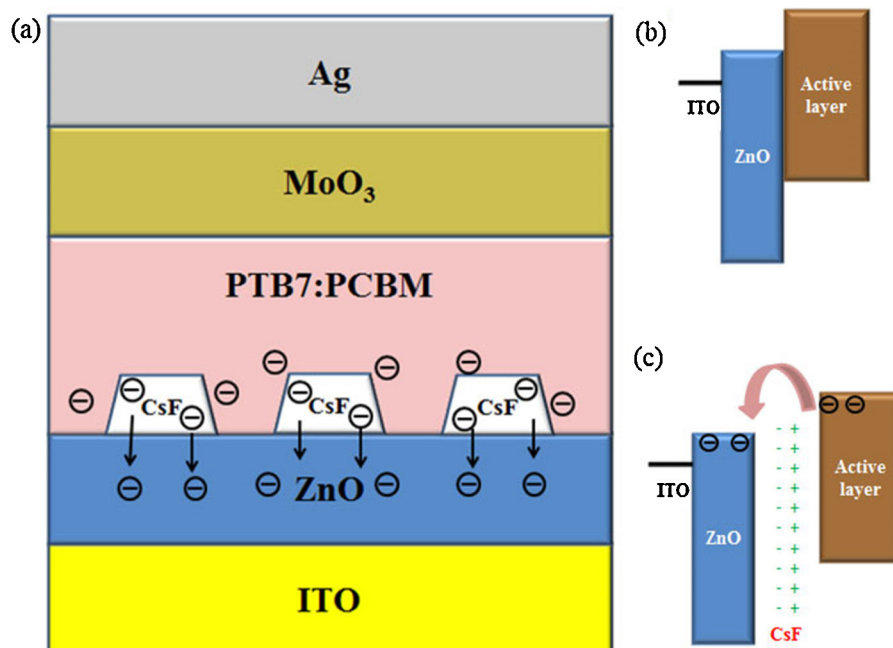 (a)
Ag
MoO₃
PTB7:PCBM
CsF CsF CsF
ZnO
ITO
(b)
ITO
ZnO
Active
layer
(c)
ITO
ZnO
- +
- +
- +
- +
- +
- +
- +
- +
- +
- +
CsF
Active
layer